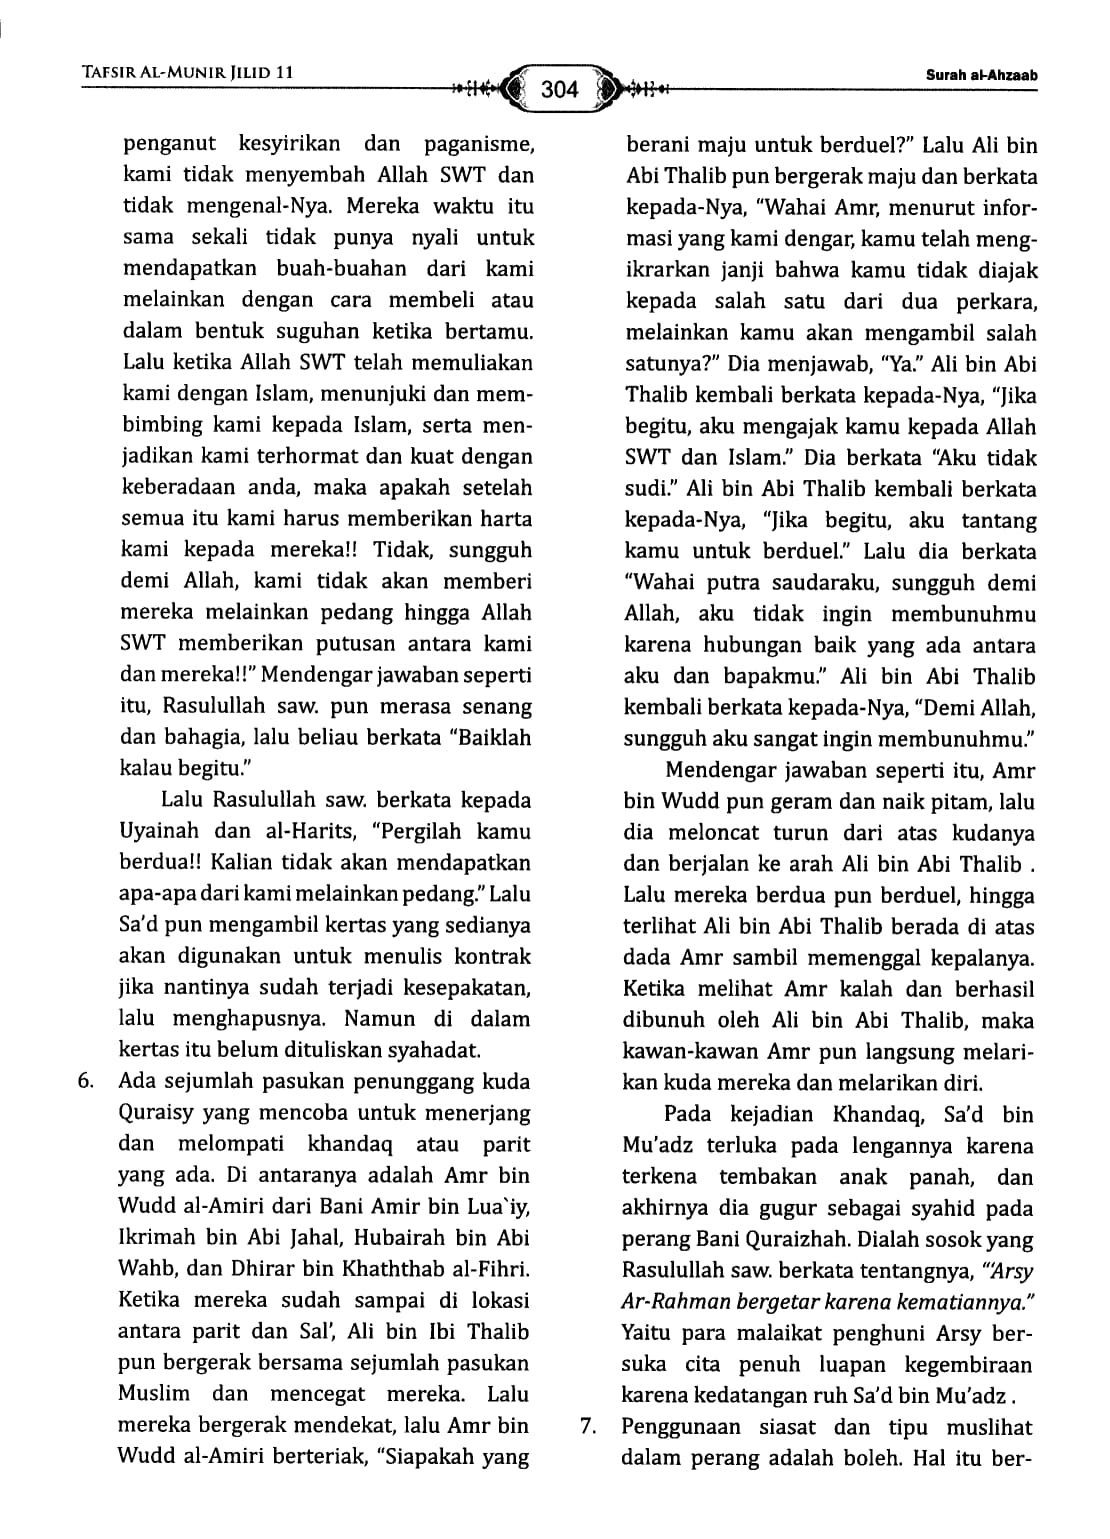 TAFSIR AL-MUNIR JILID 11
304
Surah al-Ahzaab
penganut kesyirikan dan paganisme,
kami tidak menyembah Allah SWT dan
tidak mengenal-Nya. Mereka waktu itu
sama sekali tidak punya nyali untuk
mendapatkan buah-buahan dari kami
melainkan dengan cara membeli atau
dalam bentuk suguhan ketika bertamu.
Lalu ketika Allah SWT telah memuliakan
kami dengan Islam, menunjuki dan mem-
bimbing kami kepada Islam, serta men-
jadikan kami terhormat dan kuat dengan
keberadaan anda, maka apakah setelah
semua itu kami harus memberikan harta
kami kepada mereka!! Tidak, sungguh
demi Allah, kami tidak akan memberi
mereka melainkan pedang hingga Allah
SWT memberikan putusan antara kami
dan mereka!!” Mendengar jawaban seperti
itu, Rasulullah saw. pun merasa senang
dan bahagia, lalu beliau berkata “Baiklah
kalau begitu.”
Lalu Rasulullah saw. berkata kepada
Uyainah dan al-Harits, “Pergilah kamu
berdua!! Kalian tidak akan mendapatkan
apa-apa dari kami melainkan pedang.” Lalu
Sa’d pun mengambil kertas yang sedianya
akan digunakan untuk menulis kontrak
jika nantinya sudah terjadi kesepakatan,
lalu menghapusnya. Namun di dalam
kertas itu belum dituliskan syahadat.
6. Ada sejumlah pasukan penunggang kuda
Quraisy yang mencoba untuk menerjang
dan melompati khandaq atau parit
yang ada. Di antaranya adalah Amr bin
Wudd al-Amiri dari Bani Amir bin Lua`iy,
Ikrimah bin Abi Jahal, Hubairah bin Abi
Wahb, dan Dhirar bin Khaththab al-Fihri.
Ketika mereka sudah sampai di lokasi
antara parit dan Sal’, Ali bin Ibi Thalib
pun bergerak bersama sejumlah pasukan
Muslim dan mencegat mereka. Lalu
mereka bergerak mendekat, lalu Amr bin
Wudd al-Amiri berteriak, “Siapakah yang
berani maju untuk berduel?” Lalu Ali bin
Abi Thalib pun bergerak maju dan berkata
kepada-Nya, “Wahai Amr, menurut infor-
masi yang kami dengar, kamu telah meng-
ikrarkan janji bahwa kamu tidak diajak
kepada salah satu dari dua perkara,
melainkan kamu akan mengambil salah
satunya?” Dia menjawab, “Ya.” Ali bin Abi
Thalib kembali berkata kepada-Nya, “Jika
begitu, aku mengajak kamu kepada Allah
SWT dan Islam.” Dia berkata “Aku tidak
sudi.” Ali bin Abi Thalib kembali berkata
kepada-Nya, “Jika begitu, aku tantang
kamu untuk berduel.” Lalu dia berkata
“Wahai putra saudaraku, sungguh demi
Allah, aku tidak ingin membunuhmu
karena hubungan baik yang ada antara
aku dan bapakmu.” Ali bin Abi Thalib
kembali berkata kepada-Nya, “Demi Allah,
sungguh aku sangat ingin membunuhmu.”
Mendengar jawaban seperti itu, Amr
bin Wudd pun geram dan naik pitam, lalu
dia meloncat turun dari atas kudanya
dan berjalan ke arah Ali bin Abi Thalib .
Lalu mereka berdua pun berduel, hingga
terlihat Ali bin Abi Thalib berada di atas
dada Amr sambil memenggal kepalanya.
Ketika melihat Amr kalah dan berhasil
dibunuh oleh Ali bin Abi Thalib, maka
kawan-kawan Amr pun langsung melari-
kan kuda mereka dan melarikan diri.
Pada kejadian Khandaq, Sa’d bin
Mu’adz terluka pada lengannya karena
terkena tembakan anak panah, dan
akhirnya dia gugur sebagai syahid pada
perang Bani Quraizhah. Dialah sosok yang
Rasulullah saw. berkata tentangnya, “‘Arsy
Ar-Rahman bergetar karena kematiannya.”
Yaitu para malaikat penghuni Arsy ber-
suka cita penuh luapan kegembiraan
karena kedatangan ruh Sa’d bin Mu’adz .
7. Penggunaan siasat dan tipu muslihat
dalam perang adalah boleh. Hal itu ber-